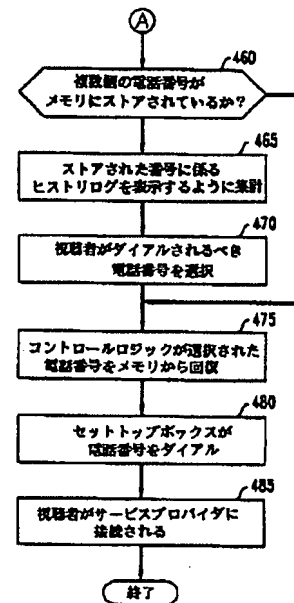 A
460
複数個の電話番号が
メモリにストアされているか?
465
ストアされた番号に係る
ヒストリログを表示するように集計
470
視聴者がダイアルされるべき
電話番号を選択
475
コントロールロジックが選択された
電話番号をメモリから回復
480
セットトップボックスが
電話番号をダイアル
485
視聴者がサービスプロバイダに
接続される
終了